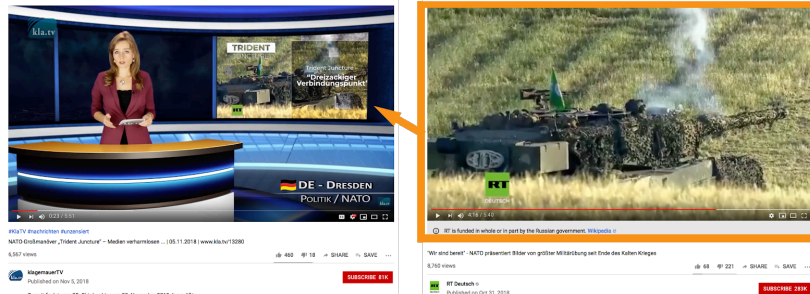 kla.tv
TRIDENT
Trident Juncture -
"Dreizackiger
Verbindungspunkt"
RT
DE - DRESDEN
POLITIK / NATO
0:23 / 5:51
#KlaTV #nachrichten #unzensiert
NATO-Großmanöver „Trident Juncture" – Medien verharmlosen ... | 05.11.2018 | www.kla.tv/13280
6,567 views
460 18 SHARE SAVE ...
klagemauerTV
Published on Nov 5, 2018
SUBSCRIBE 81K
RT
DEUTSCH
4:18 / 5:40
RT is funded in whole or in part by the Russian government. Wikipedia
"Wir sind bereit" - NATO präsentiert Bilder von größter Militärübung seit Ende des Kalten Krieges
8,760 views
68 221 SHARE SAVE ...
RT Deutsch
Published on Oct 31, 2018
SUBSCRIBE 283K